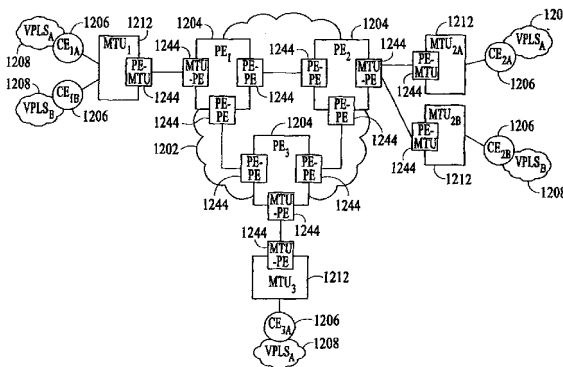 1206
VPLS_A
CE_1A
1208
1212
MTU_1
PE-MTU
1244
1208
VPLS_B
CE_1B
1206
1244
1204
MTU-PE
PE_1
1244
PE-PE
1244
1244
PE-PE
1202
1244
PE-PE
1204
PE_2
1244
MTU-PE
PE-PE
1244
1204
PE_3
PE-PE
1244
PE-PE
1244
MTU-PE
1244
1212
MTU_2A
PE-MTU
1244
VPLS_A
CE_2A
1206
MTU_2B
PE-MTU
1244
1212
1206
CE_2B
VPLS_B
1208
1244
MTU-PE
MTU_3
1212
CE_3A
1206
VPLS_A
1208